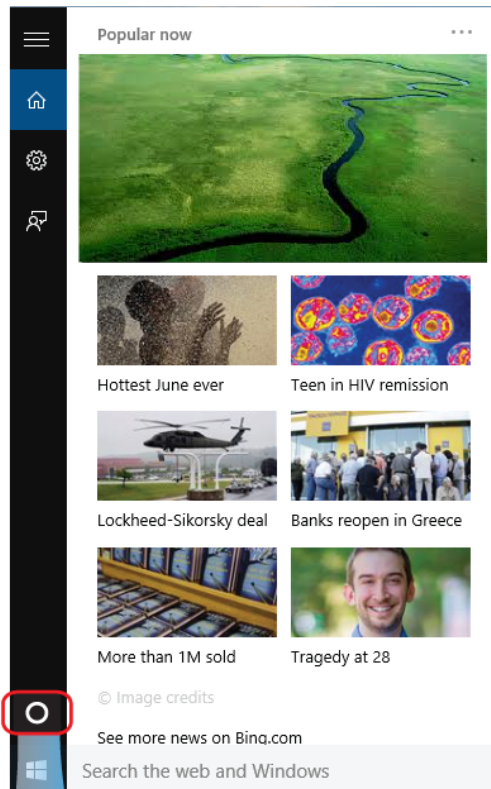 Popular now
Hottest June ever
Teen in HIV remission
Lockheed-Sikorsky deal
Banks reopen in Greece
More than 1M sold
Tragedy at 28
© Image credits
See more news on Bing.com
Search the web and Windows